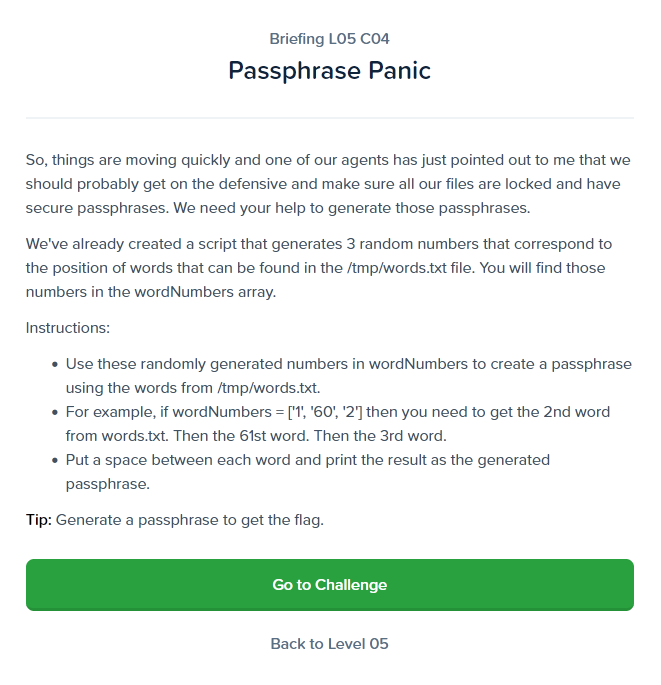 Briefing L05 C04
Passphrase Panic
So, things are moving quickly and one of our agents has just pointed out to me that we
should probably get on the defensive and make sure all our files are locked and have
secure passphrases. We need your help to generate those passphrases.
We've already created a script that generates 3 random numbers that correspond to
the position of words that can be found in the /tmp/words.txt file. You will find those
numbers in the wordNumbers array.
Instructions:
• Use these randomly generated numbers in wordNumbers to create a passphrase
using the words from /tmp/words.txt.
• For example, if wordNumbers = ['1', '60', '2'] then you need to get the 2nd word
from words.txt. Then the 61st word. Then the 3rd word.
• Put a space between each word and print the result as the generated
passphrase.
Tip: Generate a passphrase to get the flag.
Go to Challenge
Back to Level 05